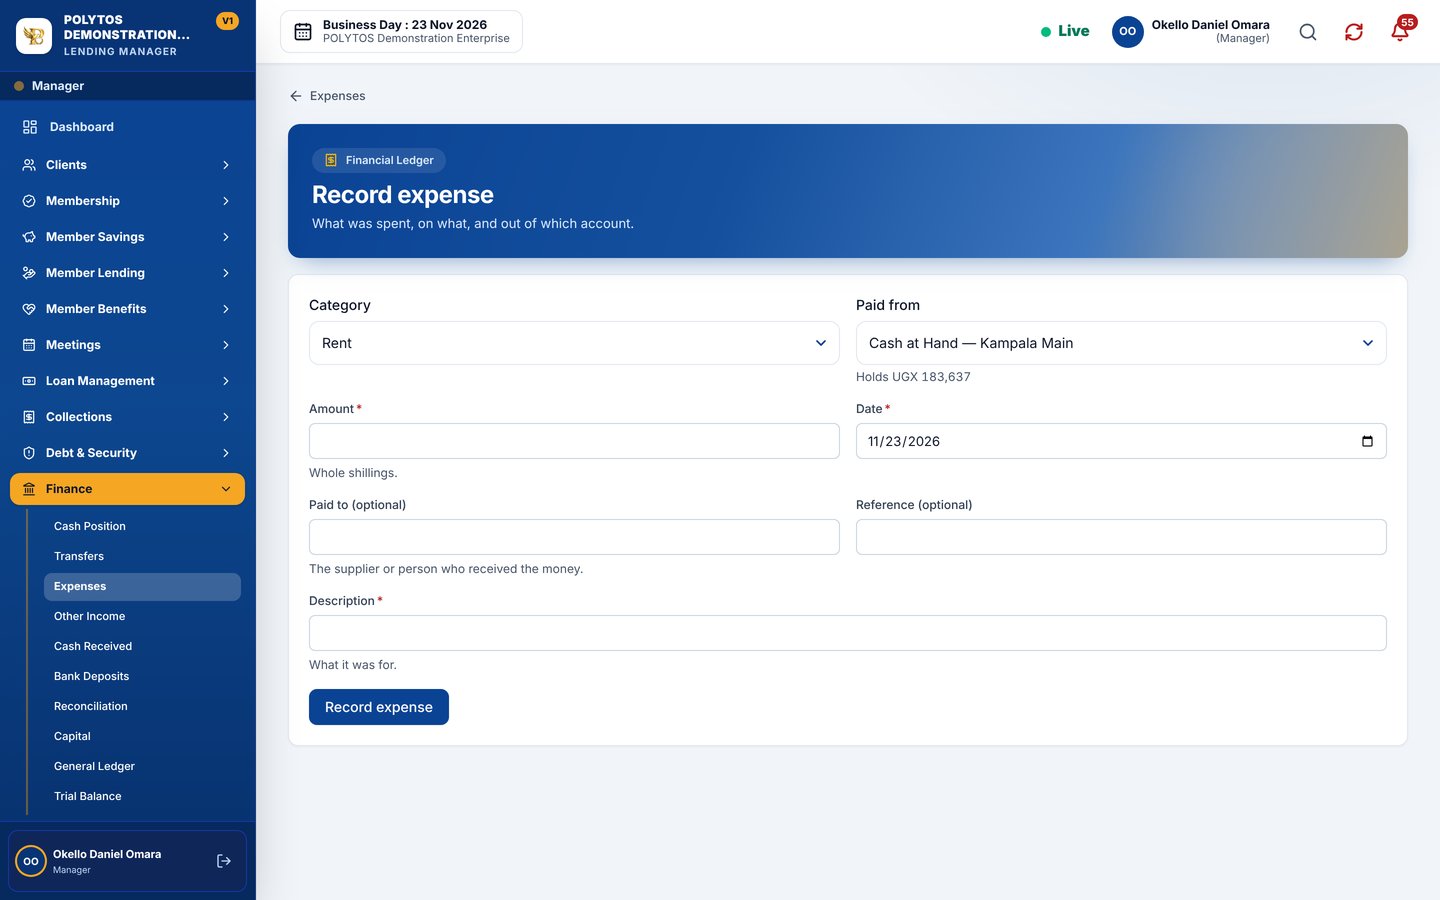 POLYTOS
DEMONSTRATION...
LENDING MANAGER
V1
Manager
Dashboard
Clients
Membership
Member Savings
Member Lending
Member Benefits
Meetings
Loan Management
Collections
Debt & Security
Finance
Cash Position
Transfers
Expenses
Other Income
Cash Received
Bank Deposits
Reconciliation
Capital
General Ledger
Trial Balance
OO
Okello Daniel Omara
Manager
Business Day : 23 Nov 2026
POLYTOS Demonstration Enterprise
Live
OO
Okello Daniel Omara
(Manager)
55
Expenses
Financial Ledger
Record expense
What was spent, on what, and out of which account.
Category
Rent
Paid from
Cash at Hand — Kampala Main
Holds UGX 183,637
Amount *
Whole shillings.
Date *
11/23/2026
Paid to (optional)
The supplier or person who received the money.
Reference (optional)
Description *
What it was for.
Record expense